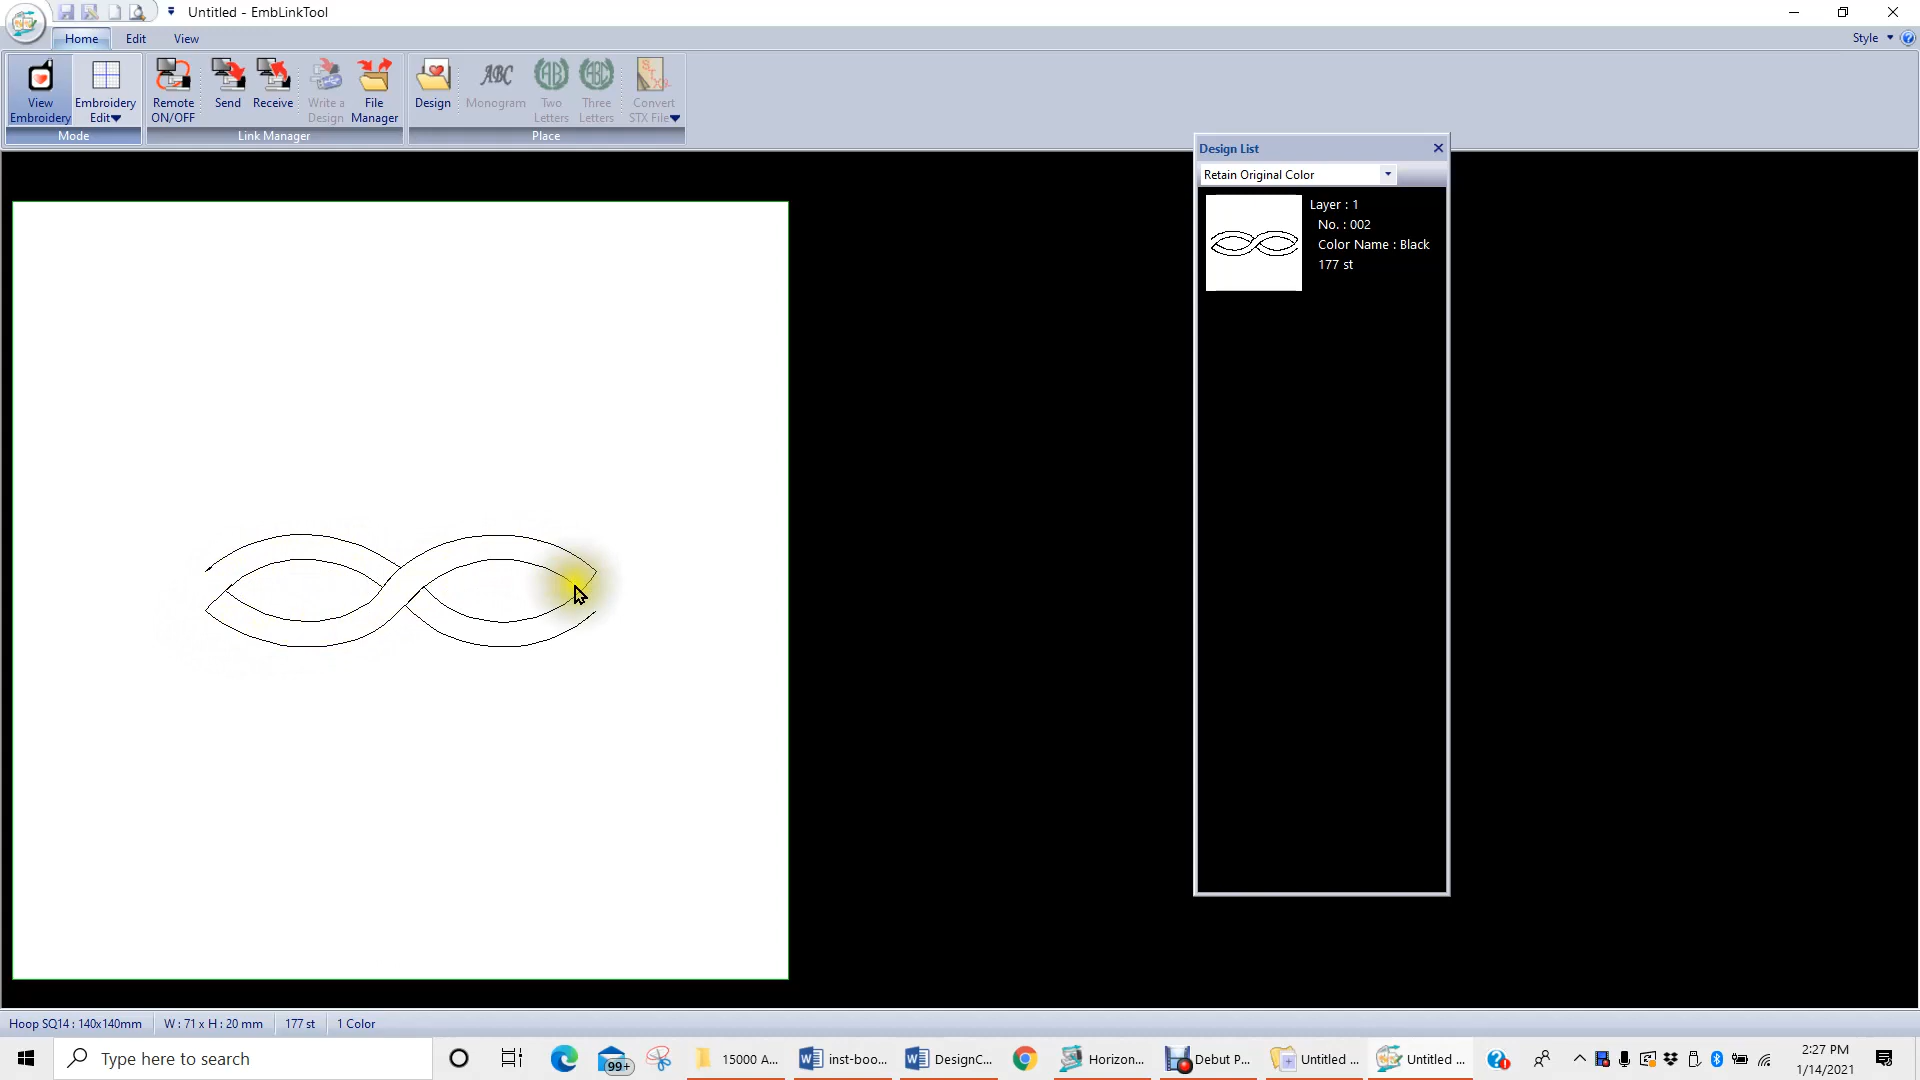 Untitled - EmbLinkTool
Home Edit View Style
View Embroidery
Embroidery Edit
Remote ON/OFF
Send
Receive
Write a Design
File Manager
Design
Monogram
Two Letters
Three Letters
Convert STX File
Mode Link Manager Place
ABC
Design List
Retain Original Color
Layer : 1
No. : 002
Color Name : Black
177 st
Hoop SQ14 : 140x140mm W : 71 x H : 20 mm 177 st 1 Color
Type here to search
99+
15000 A...
inst-boo...
DesignC...
Horizon...
Debut P...
Untitled ...
Untitled ...
2:27 PM
1/14/2021